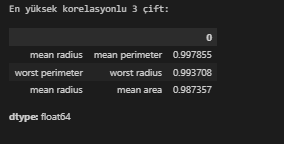 En yüksek korelasyonlu 3 çift:
0
mean radius mean perimeter 0.997855
worst perimeter worst radius 0.993708
mean radius mean area 0.987357
dtype: float64